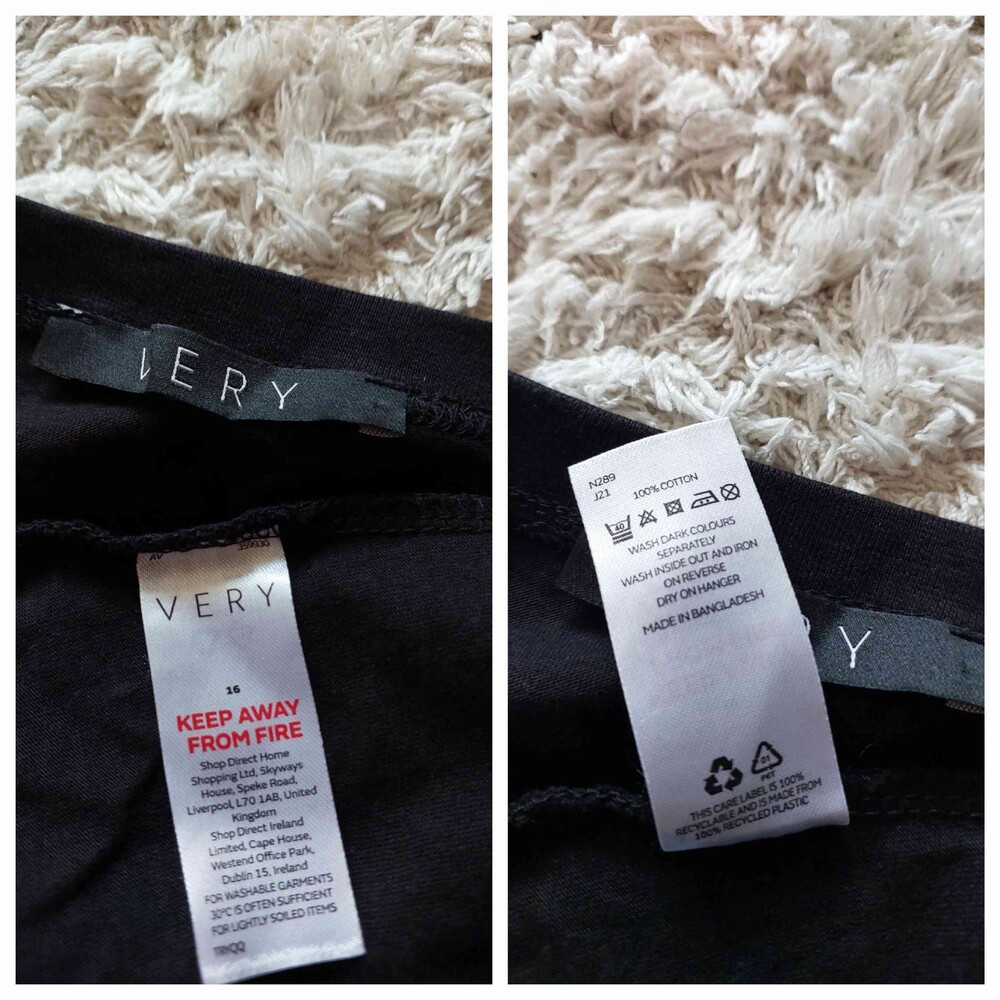 VERY
AV
VERY
16
KEEP AWAY
FROM FIRE
Shop Direct Home
Shopping Ltd, Skyways
House, Speke Road,
Liverpool, L70 1AB, United
Kingdom
Shop Direct Ireland
Limited, Cape House,
Westend Office Park,
Dublin 15, Ireland
FOR WASHABLE GARMENTS
30°C IS OFTEN SUFFICIENT
FOR LIGHTLY SOILED ITEMS
N289
J21
100% COTTON
40
WASH DARK COLOURS
SEPARATELY
WASH INSIDE OUT AND IRON
ON REVERSE
DRY ON HANGER
MADE IN BANGLADESH
RY
01
PET
THIS CARE LABEL IS 100%
RECYCLABLE AND IS MADE FROM
100% RECYCLED PLASTIC